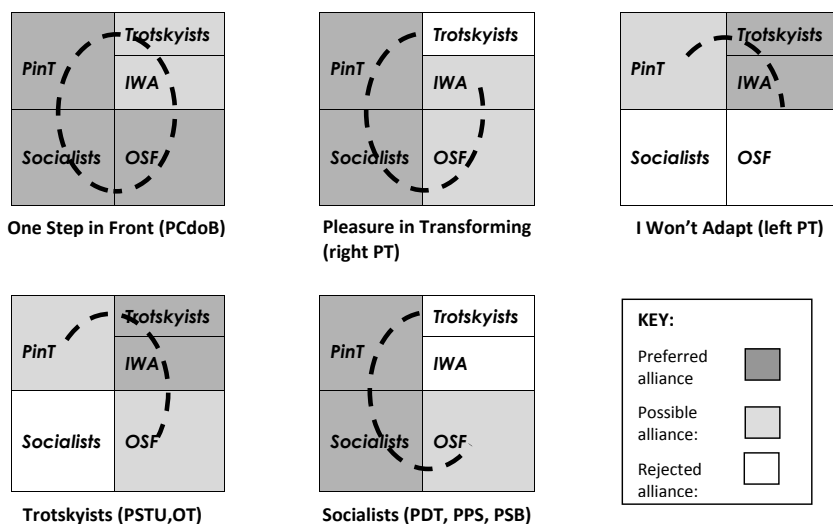 Trotskyists
PinT
IWA
Socialists
OSF
One Step in Front (PCdoB)
Trotskyists
PinT
IWA
Socialists
OSF
Pleasure in Transforming
(right PT)
Trotskyists
PinT
IWA
Socialists
OSF
I Won’t Adapt (left PT)
Trotskyists
PinT
IWA
Socialists
OSF
Trotskyists (PSTU,OT)
Trotskyists
PinT
IWA
Socialists
OSF
Socialists (PDT, PPS, PSB)
KEY:
Preferred
alliance
Possible
alliance:
Rejected
alliance: